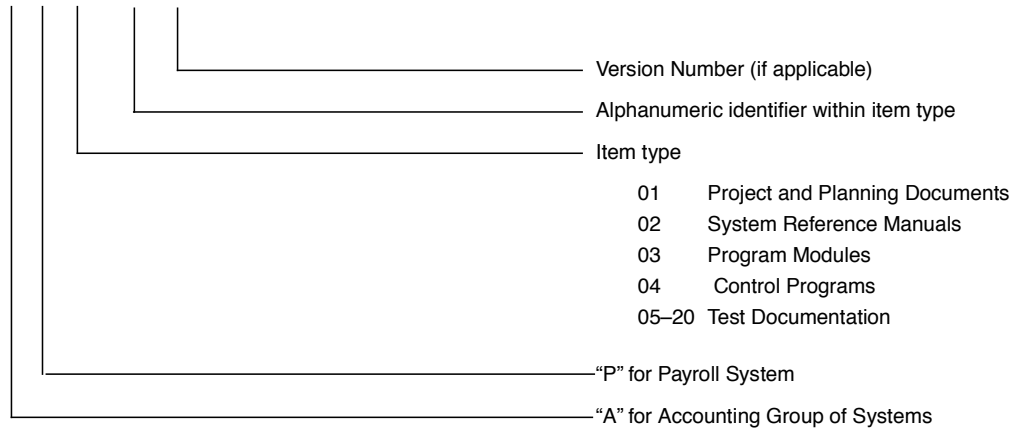 Version Number (if applicable)
Alphanumeric identifier within item type
Item type
01 Project and Planning Documents
02 System Reference Manuals
03 Program Modules
04 Control Programs
05–20 Test Documentation
“P” for Payroll System
“A” for Accounting Group of Systems